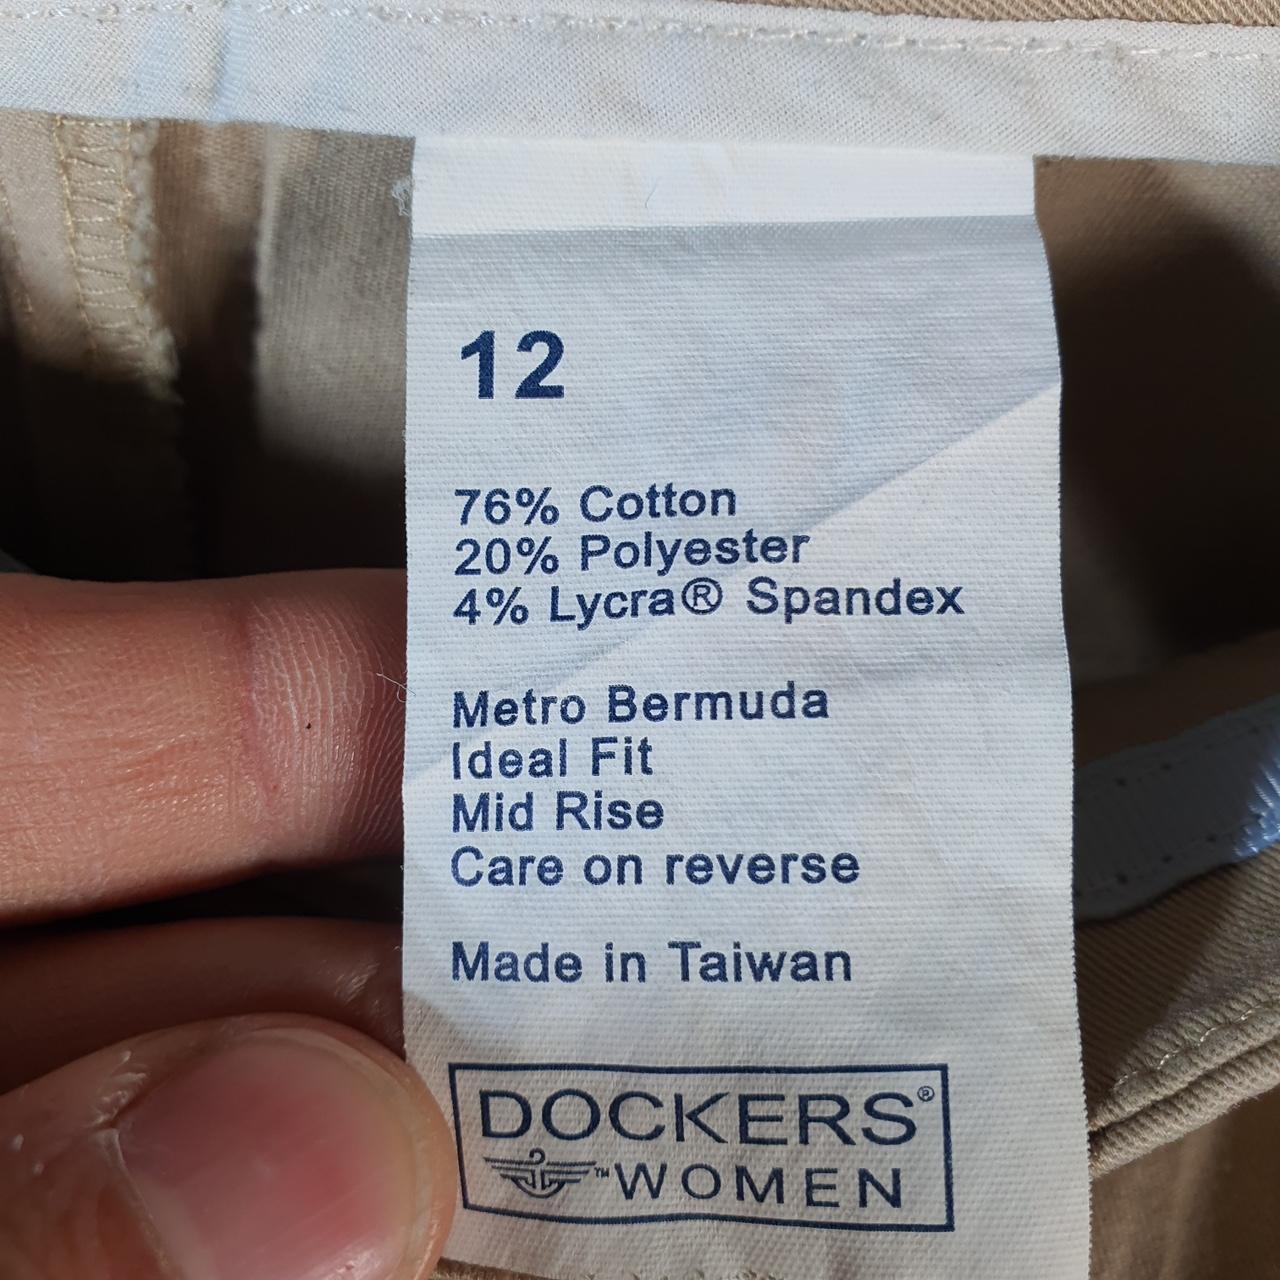 12
76% Cotton
20% Polyester
4% Lycra® Spandex
Metro Bermuda
Ideal Fit
Mid Rise
Care on reverse
Made in Taiwan
DOCKERS®
™ WOMEN